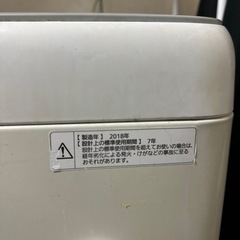 【製造年】 2018年
【設計上の標準使用期間】 7年
設計上の標準使用期間を超えてお使いの場合は、
経年劣化による発火・けがなどの事故に至る
おそれがあります。